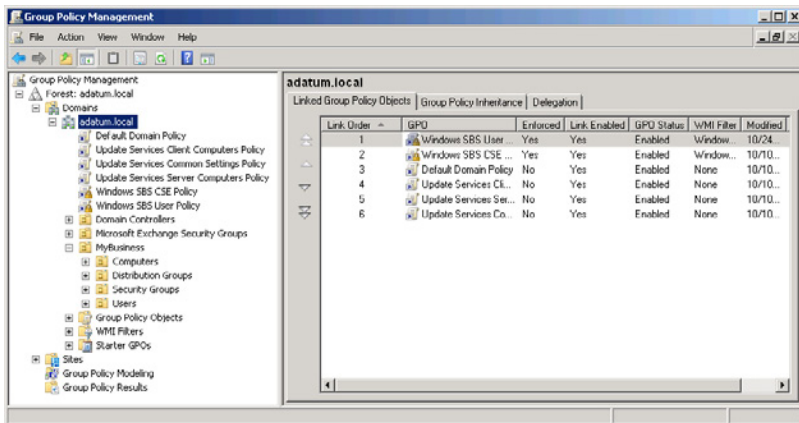 Group Policy Management
File Action View Window Help
Group Policy Management
Forest: adatum.local
Domains
adatum.local
Default Domain Policy
Update Services Client Computers Policy
Update Services Common Settings Policy
Update Services Server Computers Policy
Windows SBS CSE Policy
Windows SBS User Policy
Domain Controllers
Microsoft Exchange Security Groups
MyBusiness
Computers
Distribution Groups
Security Groups
Users
Group Policy Objects
WMI Filters
Starter GPOs
Sites
Group Policy Modeling
Group Policy Results
adatum.local
Linked Group Policy Objects Group Policy Inheritance Delegation
Link Order GPO Enforced Link Enabled GPO Status WMI Filter Modified
1 Windows SBS User ... Yes Yes Enabled Window... 10/24...
2 Windows SBS CSE ... Yes Yes Enabled Window... 10/10...
3 Default Domain Policy No Yes Enabled None 10/10...
4 Update Services Cli... No Yes Enabled None 10/10...
5 Update Services Ser... No Yes Enabled None 10/10...
6 Update Services Co... No Yes Enabled None 10/10...